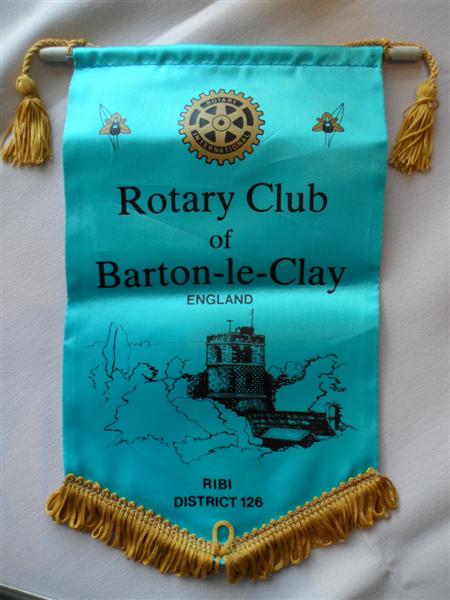 ROTARY
INTERNATIONAL
Rotary Club
of
Barton-le-Clay
ENGLAND
RIBI
DISTRICT 126